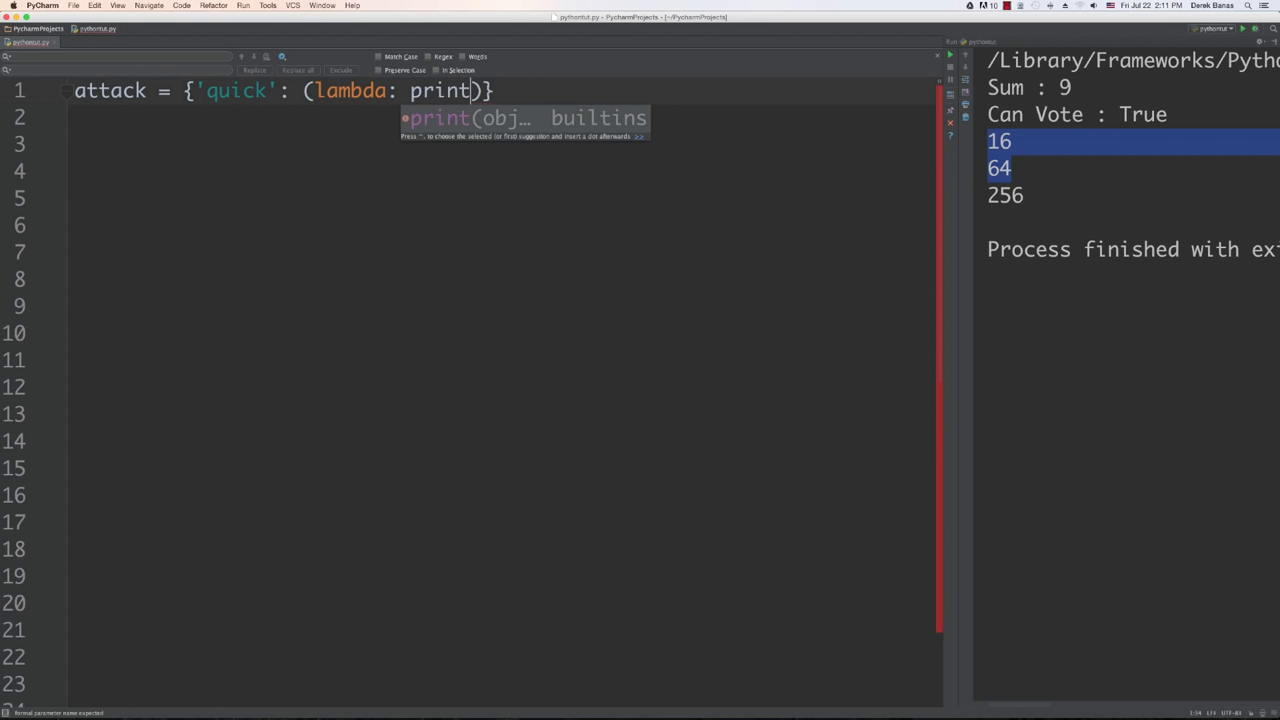 PyCharm File Edit View Navigate Code Refactor Run Tools VCS Window Help 10 Fri Jul 22 2:11 PM Derek Banas
pythontut.py - PycharmProjects - [~/PycharmProjects]
PycharmProjects pythontut.py pythontut
pythontut.py Run pythontut
Match Case Regex Words
Replace Replace all Exclude Preserve Case In Selection
1 attack = {'quick': (lambda: print)}
print(obj… builtins
Press "." to choose the selected (or first) suggestion and insert a dot afterwards >>
2
3
4
5
6
7
8
9
10
11
12
13
14
15
16
17
18
19
20
21
22
23
/Library/Frameworks/Pytho
Sum : 9
Can Vote : True
16
64
256
Process finished with exi
formal parameter name expected 1:34 LF÷ UTF-8÷